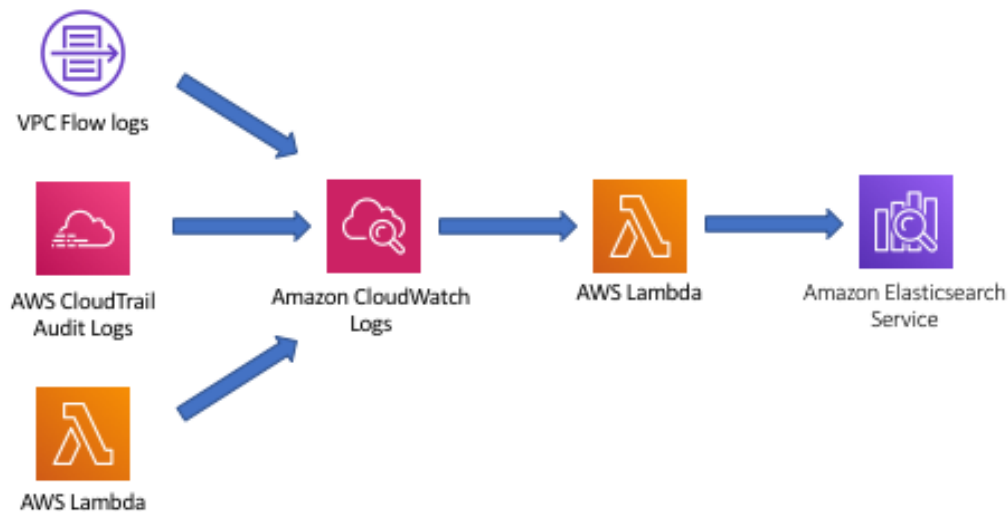 VPC Flow logs
AWS CloudTrail
Audit Logs
AWS Lambda
Amazon CloudWatch
Logs
AWS Lambda
Amazon Elasticsearch
Service